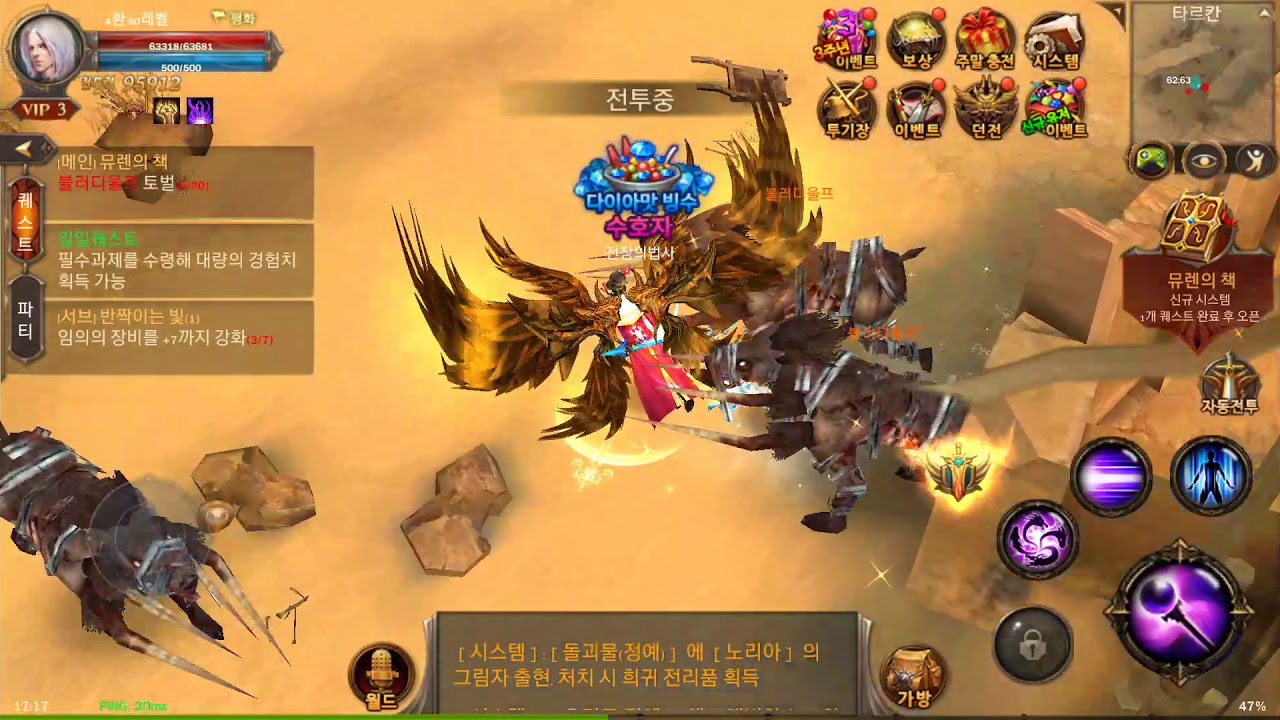 4환 60레벨
평화
63318/63681
500/500
95912
VIP 3
[메인] 뮤렌의 책
블러디울프 토벌(0/20)
일일퀘스트
필수과제를 수령해 대량의 경험치
획득 가능
[서브] 반짝이는 빛(1)
임의의 장비를 +7까지 강화(3/7)
퀘스트
파티
전투중
다이아맛 빙수
수호자
전장의법사
블러디울프
3주년 이벤트
보상
주말 충전
시스템
투기장
이벤트
던전
신규유저 이벤트
타르칸
62:63
뮤렌의 책
신규 시스템
1개 퀘스트 완료 후 오픈
자동전투
월드
[ 시스템 ] : [ 돌괴물(정예) ] 에 [ 노리아 ] 의
그림자 출현. 처치 시 희귀 전리품 획득
가방
17:17
PING: 20ms
47%